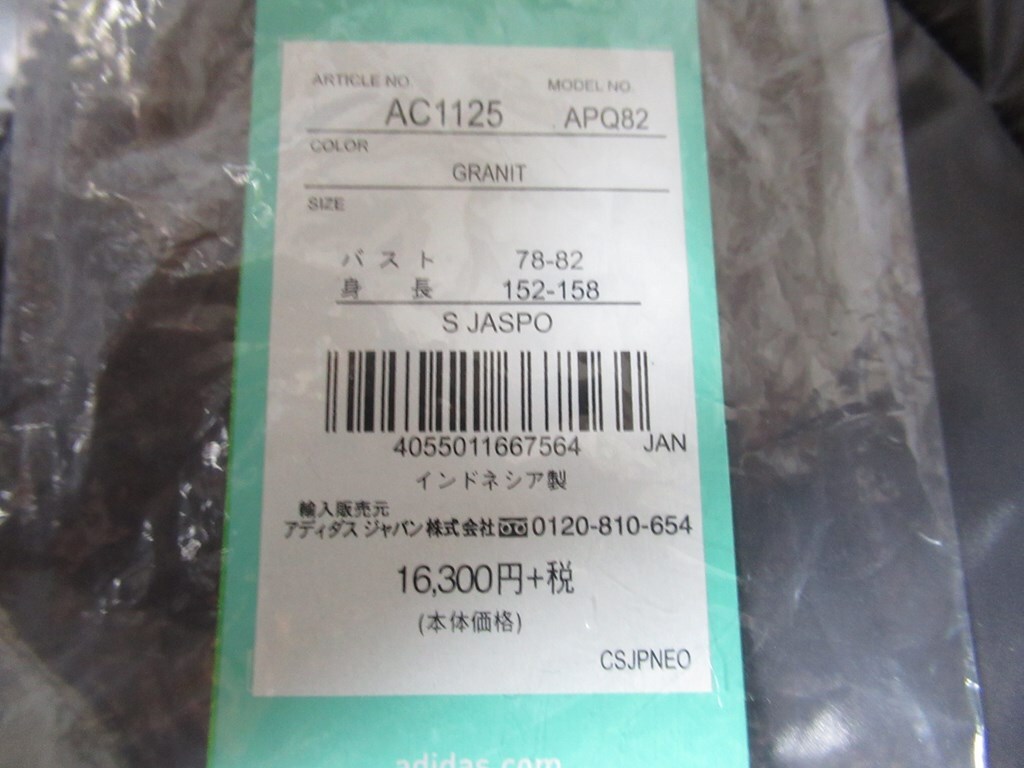 ARTICLE NO. MODEL NO.
AC1125 APQ82
COLOR
GRANIT
SIZE
バスト 78-82
身長 152-158
S JASPO
4055011667564 JAN
インドネシア製
輸入販売元
アディダス ジャパン株式会社 0120-810-654
16,300円+税
(本体価格)
CSJPNEO
adidas.com